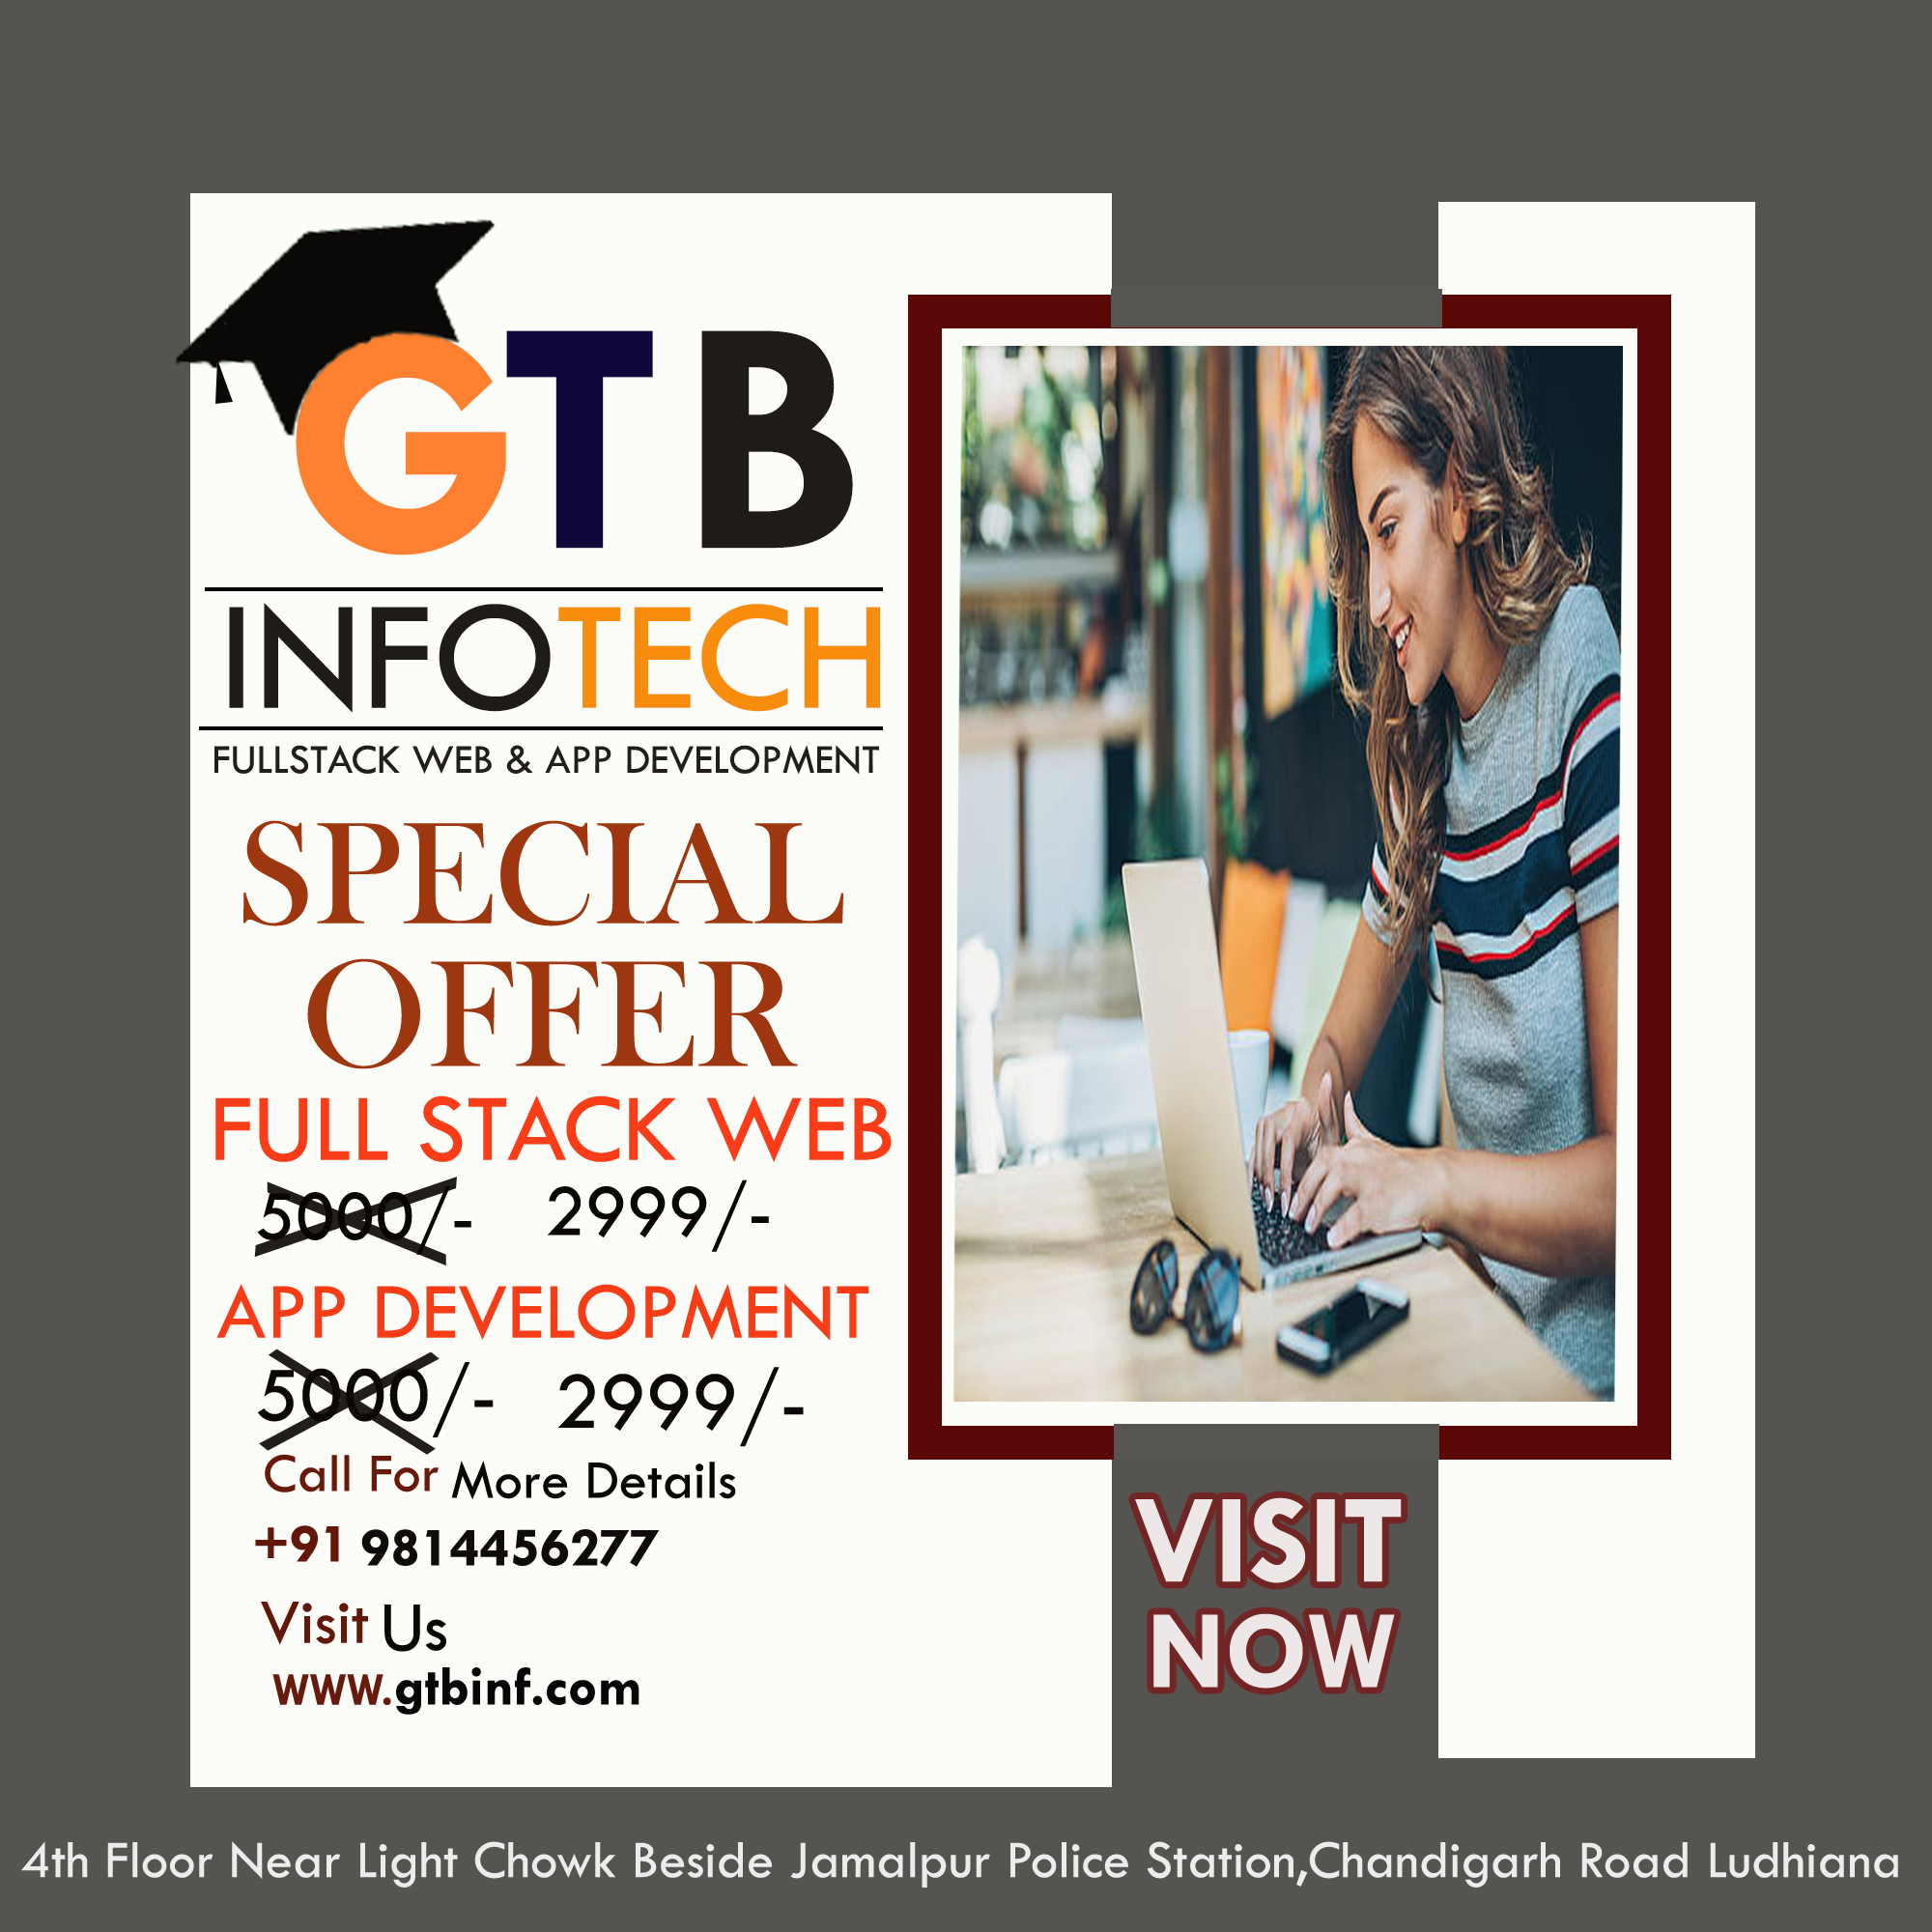 GTB
INFOTECH
FULLSTACK WEB & APP DEVELOPMENT
SPECIAL
OFFER
FULL STACK WEB
5000/- 2999/-
APP DEVELOPMENT
5000/- 2999/-
Call For More Details
+91 9814456277
Visit Us
www.gtbinf.com
VISIT
NOW
4th Floor Near Light Chowk Beside Jamalpur Police Station,Chandigarh Road Ludhiana